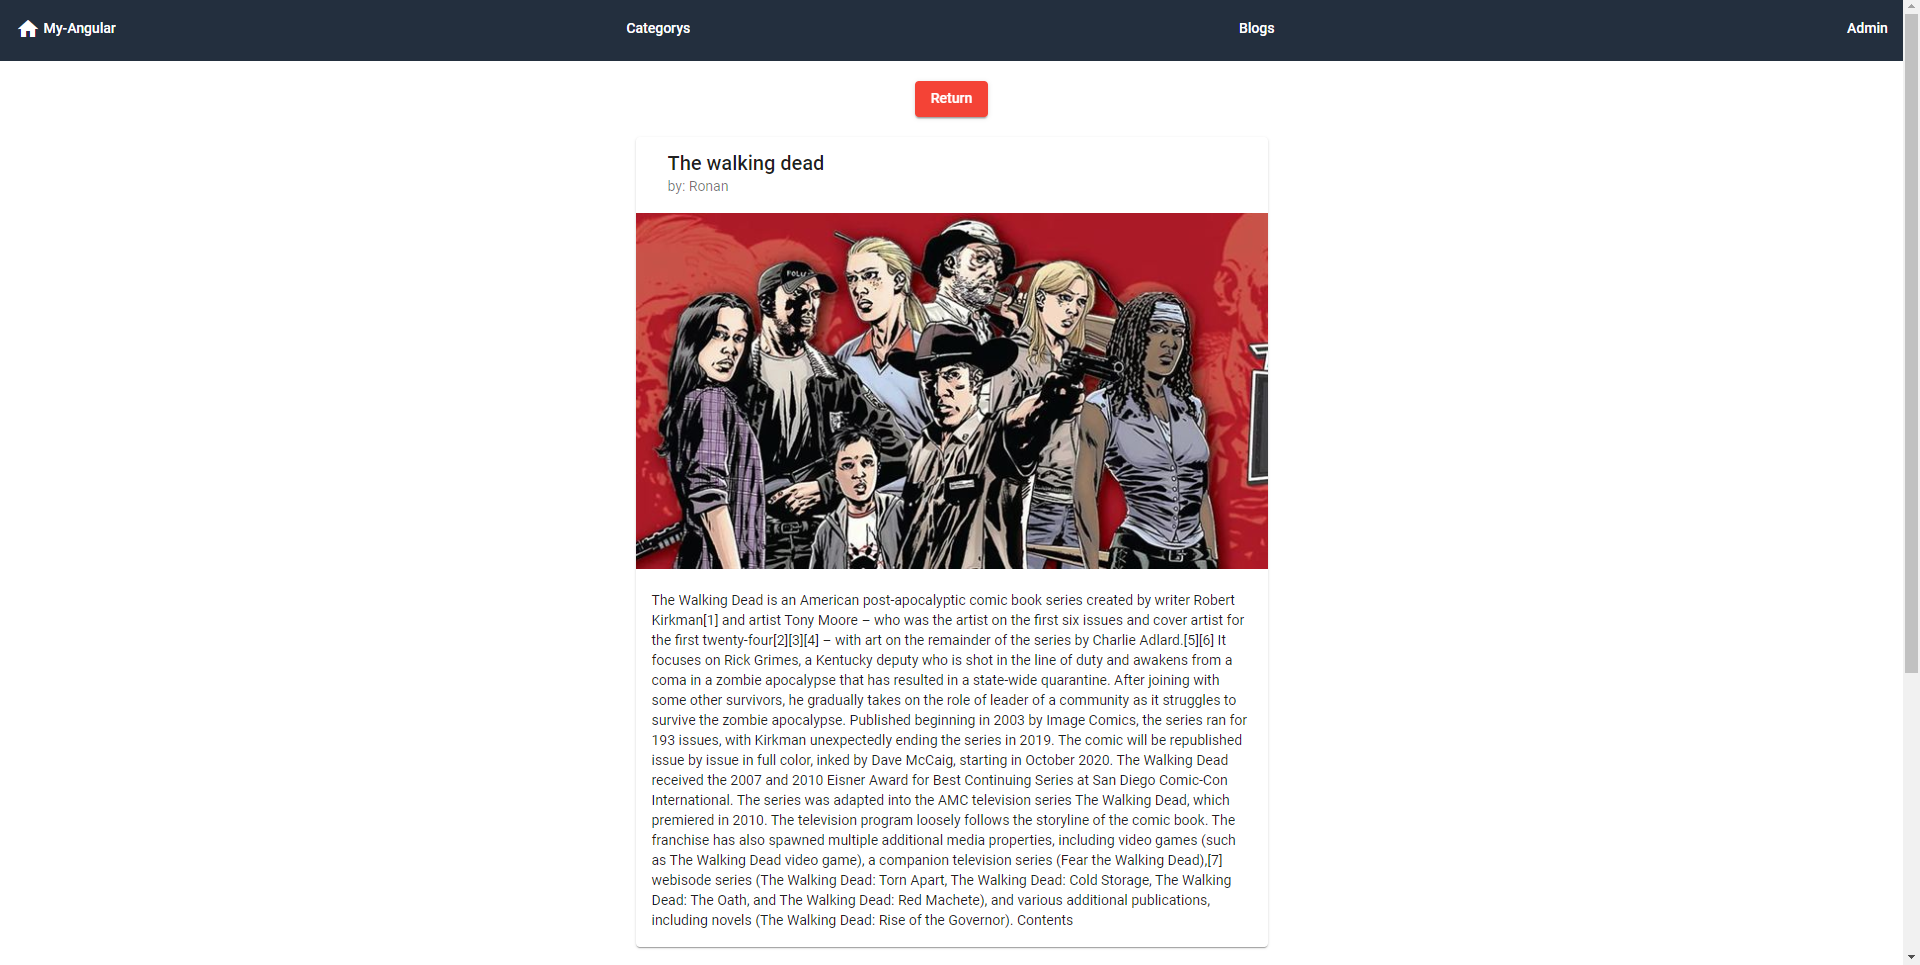 My-Angular
Categorys
Blogs
Admin
Return
The walking dead
by: Ronan
The Walking Dead is an American post-apocalyptic comic book series created by writer Robert
Kirkman[1] and artist Tony Moore – who was the artist on the first six issues and cover artist for
the first twenty-four[2][3][4] – with art on the remainder of the series by Charlie Adlard.[5][6] It
focuses on Rick Grimes, a Kentucky deputy who is shot in the line of duty and awakens from a
coma in a zombie apocalypse that has resulted in a state-wide quarantine. After joining with
some other survivors, he gradually takes on the role of leader of a community as it struggles to
survive the zombie apocalypse. Published beginning in 2003 by Image Comics, the series ran for
193 issues, with Kirkman unexpectedly ending the series in 2019. The comic will be republished
issue by issue in full color, inked by Dave McCaig, starting in October 2020. The Walking Dead
received the 2007 and 2010 Eisner Award for Best Continuing Series at San Diego Comic-Con
International. The series was adapted into the AMC television series The Walking Dead, which
premiered in 2010. The television program loosely follows the storyline of the comic book. The
franchise has also spawned multiple additional media properties, including video games (such
as The Walking Dead video game), a companion television series (Fear the Walking Dead),[7]
webisode series (The Walking Dead: Torn Apart, The Walking Dead: Cold Storage, The Walking
Dead: The Oath, and The Walking Dead: Red Machete), and various additional publications,
including novels (The Walking Dead: Rise of the Governor). Contents